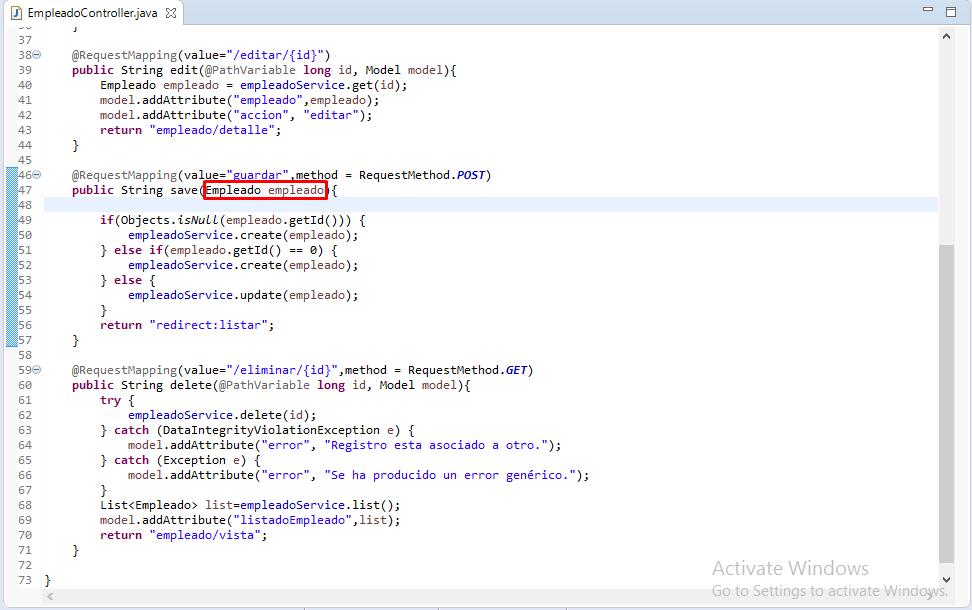 EmpleadoController.java
37
38 @RequestMapping(value="/editar/{id}")
39 public String edit(@PathVariable long id, Model model){
40 Empleado empleado = empleadoService.get(id);
41 model.addAttribute("empleado",empleado);
42 model.addAttribute("accion", "editar");
43 return "empleado/detalle";
44 }
45
46 @RequestMapping(value="guardar",method = RequestMethod.POST)
47 public String save(Empleado empleado){
48
49 if(Objects.isNull(empleado.getId())) {
50 empleadoService.create(empleado);
51 } else if(empleado.getId() == 0) {
52 empleadoService.create(empleado);
53 } else {
54 empleadoService.update(empleado);
55 }
56 return "redirect:listar";
57 }
58
59 @RequestMapping(value="/eliminar/{id}",method = RequestMethod.GET)
60 public String delete(@PathVariable long id, Model model){
61 try {
62 empleadoService.delete(id);
63 } catch (DataIntegrityViolationException e) {
64 model.addAttribute("error", "Registro esta asociado a otro.");
65 } catch (Exception e) {
66 model.addAttribute("error", "Se ha producido un error genérico.");
67 }
68 List<Empleado> list=empleadoService.list();
69 model.addAttribute("listadoEmpleado",list);
70 return "empleado/vista";
71 }
72
73 }
Activate Windows
Go to Settings to activate Windows.